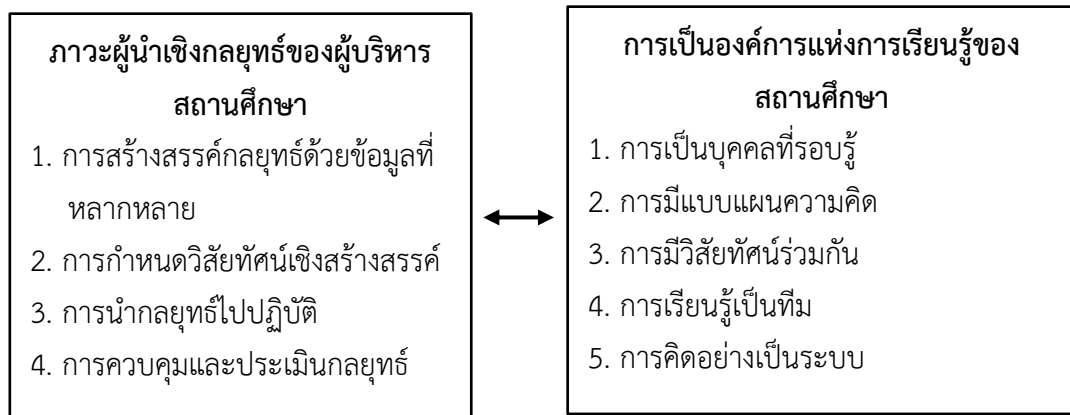 ภาวะผู้นำเชิงกลยุทธ์ของผู้บริหาร
สถานศึกษา
1. การสร้างสรรค์กลยุทธ์ด้วยข้อมูลที่
หลากหลาย
2. การกำหนดวิสัยทัศน์เชิงสร้างสรรค์
3. การนำกลยุทธ์ไปปฏิบัติ
4. การควบคุมและประเมินกลยุทธ์
การเป็นองค์การแห่งการเรียนรู้ของ
สถานศึกษา
1. การเป็นบุคคลที่รอบรู้
2. การมีแบบแผนความคิด
3. การมีวิสัยทัศน์ร่วมกัน
4. การเรียนรู้เป็นทีม
5. การคิดอย่างเป็นระบบ